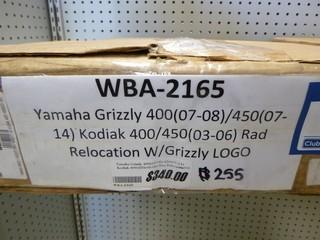 WBA-2165
Yamaha Grizzly 400(07-08)/450(07-
14) Kodiak 400/450(03-06) Rad
Relocation W/Grizzly LOGO
$340.00
$255
Club